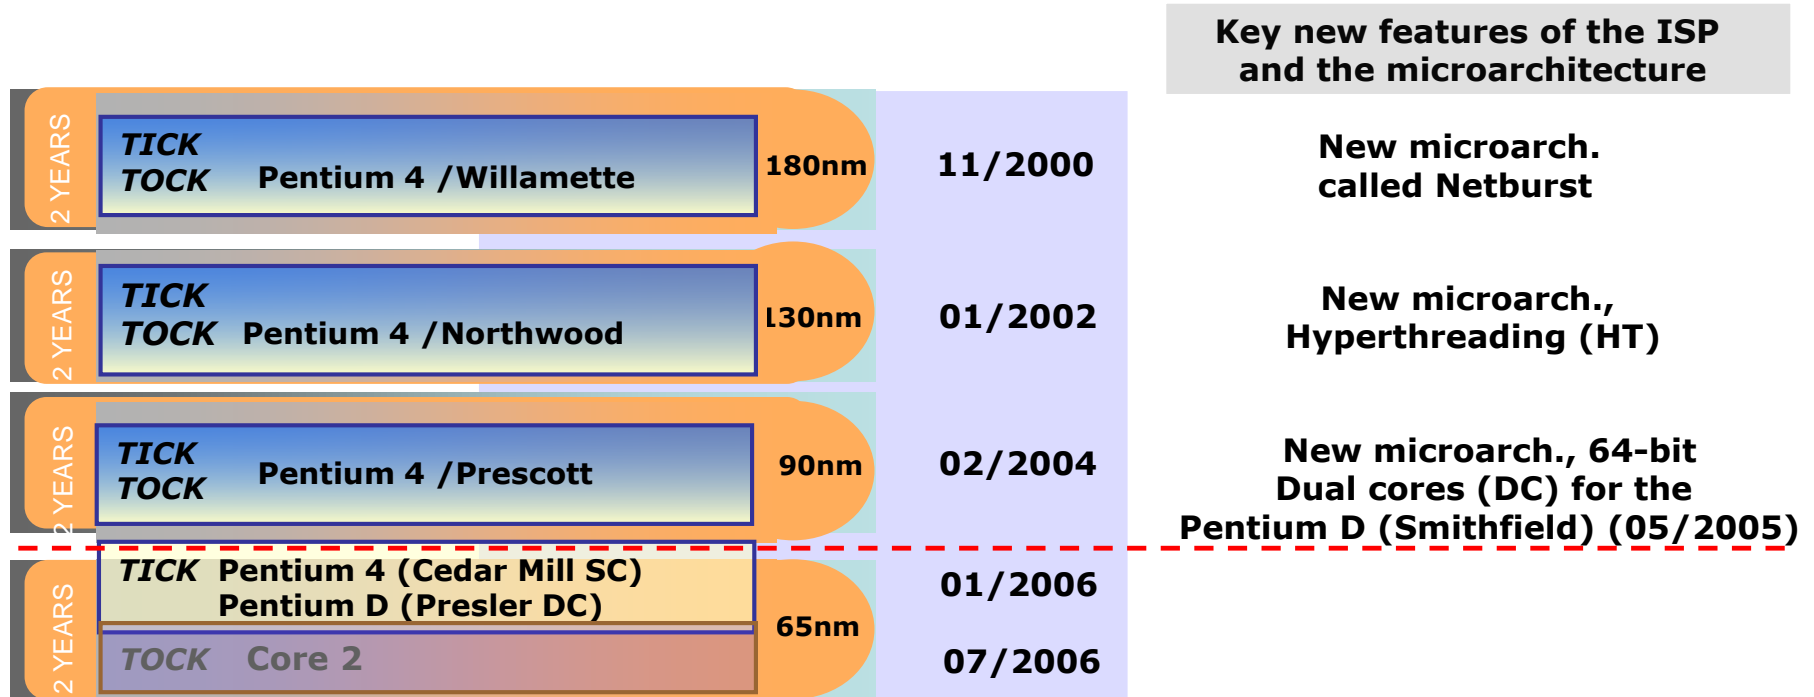 Key new features of the ISP
and the microarchitecture
2 YEARS
TICK
TOCK Pentium 4 /Willamette
180nm
11/2000
New microarch.
called Netburst
2 YEARS
TICK
TOCK Pentium 4 /Northwood
130nm
01/2002
New microarch.,
Hyperthreading (HT)
2 YEARS
TICK
TOCK Pentium 4 /Prescott
90nm
02/2004
New microarch., 64-bit
Dual cores (DC) for the
Pentium D (Smithfield) (05/2005)
2 YEARS
TICK Pentium 4 (Cedar Mill SC)
Pentium D (Presler DC)
01/2006
65nm
TOCK Core 2
07/2006